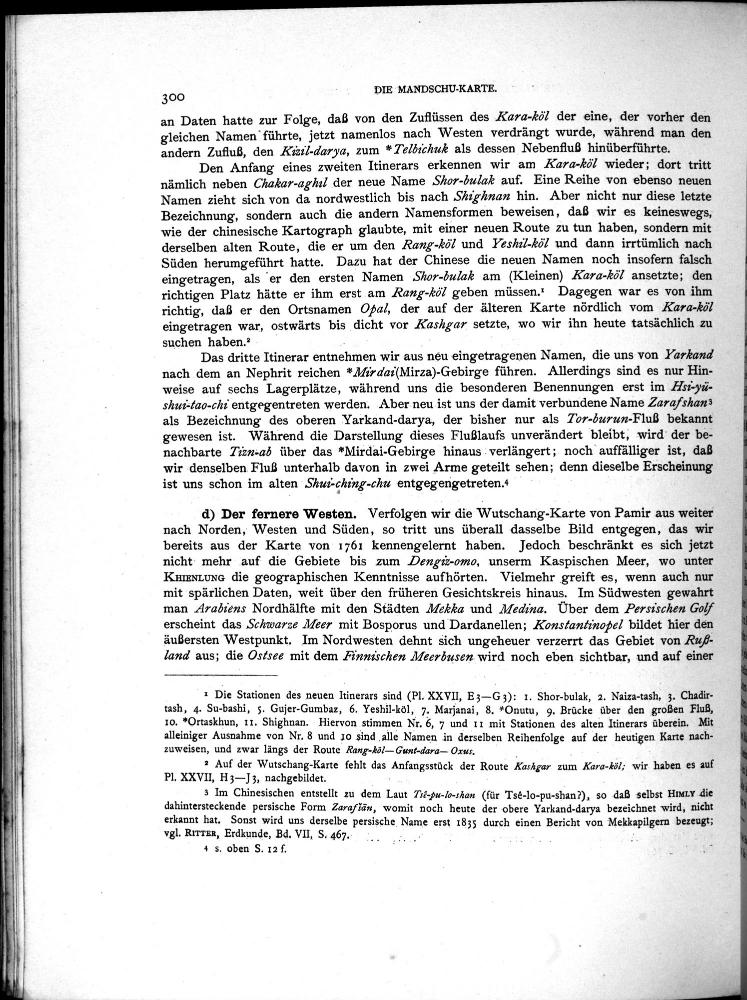 300
DIE MANDSCHU-KARTE.
an Daten hatte zur Folge, daß von den Zuflüssen des Kara-köl der eine, der vorher den
gleichen Namen führte, jetzt namenlos nach Westen verdrängt wurde, während man den
andern Zufluß, den Kizil-darya, zum *Telbichuk als dessen Nebenfluß hinüberführte.
Den Anfang eines zweiten Itinerars erkennen wir am Kara-köl wieder; dort tritt
nämlich neben Chakar-aghıl der neue Name Shor-bulak auf. Eine Reihe von ebenso neuen
Namen zieht sich von da nordwestlich bis nach Shighnan hin. Aber nicht nur diese letzte
Bezeichnung, sondern auch die andern Namensformen beweisen, daß wir es keineswegs,
wie der chinesische Kartograph glaubte, mit einer neuen Route zu tun haben, sondern mit
derselben alten Route, die er um den Rang-köl und Yeshil-köl und dann irrtümlich nach
Süden herumgeführt hatte. Dazu hat der Chinese die neuen Namen noch insofern falsch
eingetragen, als er den ersten Namen Shor-bulak am (Kleinen) Kara-köl ansetzte; den
richtigen Platz hätte er ihm erst am Rang-köl geben müssen.¹ Dagegen war es von ihm
richtig, daß er den Ortsnamen Opal, der auf der älteren Karte nördlich vom Kara-köl
eingetragen war, ostwärts bis dicht vor Kashgar setzte, wo wir ihn heute tatsächlich zu
suchen haben.²
Das dritte Itinerar entnehmen wir aus neu eingetragenen Namen, die uns von Yarkand
nach dem an Nephrit reichen *Mirdai(Mirza)-Gebirge führen. Allerdings sind es nur Hin-
weise auf sechs Lagerplätze, während uns die besonderen Benennungen erst im Hsi-yü-
shui-tao-chi entgegentreten werden. Aber neu ist uns der damit verbundene Name Zarafshan³
als Bezeichnung des oberen Yarkand-darya, der bisher nur als Tor-burun-Fluß bekannt
gewesen ist. Während die Darstellung dieses Flußlaufs unverändert bleibt, wird der be-
nachbarte Tizn-ab über das *Mirdai-Gebirge hinaus verlängert; noch auffälliger ist, daß
wir denselben Fluß unterhalb davon in zwei Arme geteilt sehen; denn dieselbe Erscheinung
ist uns schon im alten Shui-ching-chu entgegengetreten.⁴
d) Der fernere Westen. Verfolgen wir die Wutschang-Karte von Pamir aus weiter
nach Norden, Westen und Süden, so tritt uns überall dasselbe Bild entgegen, das wir
bereits aus der Karte von 1761 kennengelernt haben. Jedoch beschränkt es sich jetzt
nicht mehr auf die Gebiete bis zum Dengiz-omo, unserm Kaspischen Meer, wo unter
KHIENLUNG die geographischen Kenntnisse aufhörten. Vielmehr greift es, wenn auch nur
mit spärlichen Daten, weit über den früheren Gesichtskreis hinaus. Im Südwesten gewahrt
man Arabiens Nordhälfte mit den Städten Mekka und Medina. Über dem Persischen Golf
erscheint das Schwarze Meer mit Bosporus und Dardanellen; Konstantinopel bildet hier den
äußersten Westpunkt. Im Nordwesten dehnt sich ungeheuer verzerrt das Gebiet von Ruß-
land aus; die Ostsee mit dem Finnischen Meerbusen wird noch eben sichtbar, und auf einer
¹ Die Stationen des neuen Itinerars sind (Pl. XXVII, E 3—G 3): 1. Shor-bulak, 2. Naiza-tash, 3. Chadir-
tash, 4. Su-bashi, 5. Gujer-Gumbaz, 6. Yeshil-köl, 7. Marjanai, 8. *Onutu, 9. Brücke über den großen Fluß,
10. *Ortaskhun, 11. Shighnan. Hiervon stimmen Nr. 6, 7 und 11 mit Stationen des alten Itinerars überein. Mit
alleiniger Ausnahme von Nr. 8 und 10 sind alle Namen in derselben Reihenfolge auf der heutigen Karte nach-
zuweisen, und zwar längs der Route Rang-köl—Gunt-dara—Oxus.
² Auf der Wutschang-Karte fehlt das Anfangsstück der Route Kashgar zum Kara-köl; wir haben es auf
Pl. XXVII, H 3—J 3, nachgebildet.
³ Im Chinesischen entstellt zu dem Laut Tsê-pu-lo-shan (für Tsê-lo-pu-shan?), so daß selbst HIMLY die
dahintersteckende persische Form Zarafšān, womit noch heute der obere Yarkand-darya bezeichnet wird, nicht
erkannt hat. Sonst wird uns derselbe persische Name erst 1835 durch einen Bericht von Mekkapilgern bezeugt;
vgl. RITTER, Erdkunde, Bd. VII, S. 467.
⁴ s. oben S. 12 f.